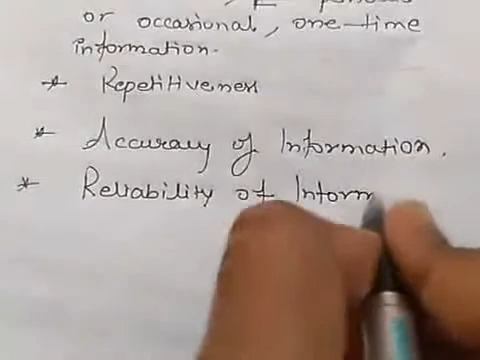 or occasional, one-time
information.
* Repetitiveness
* Accuracy of Information.
* Reliability of Inform